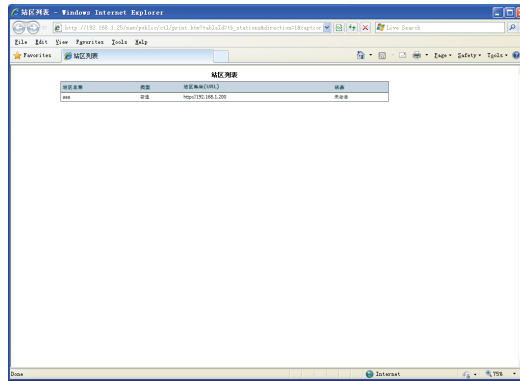 站区列表 - Windows Internet Explorer
Live Search
File Edit View Favorites Tools Help
Favorites 站区列表 Page Safety Tools
站区列表
站区名称 类型 站区地址(URL) 状态
aaa https://192.168.1.200
Done Internet 75%